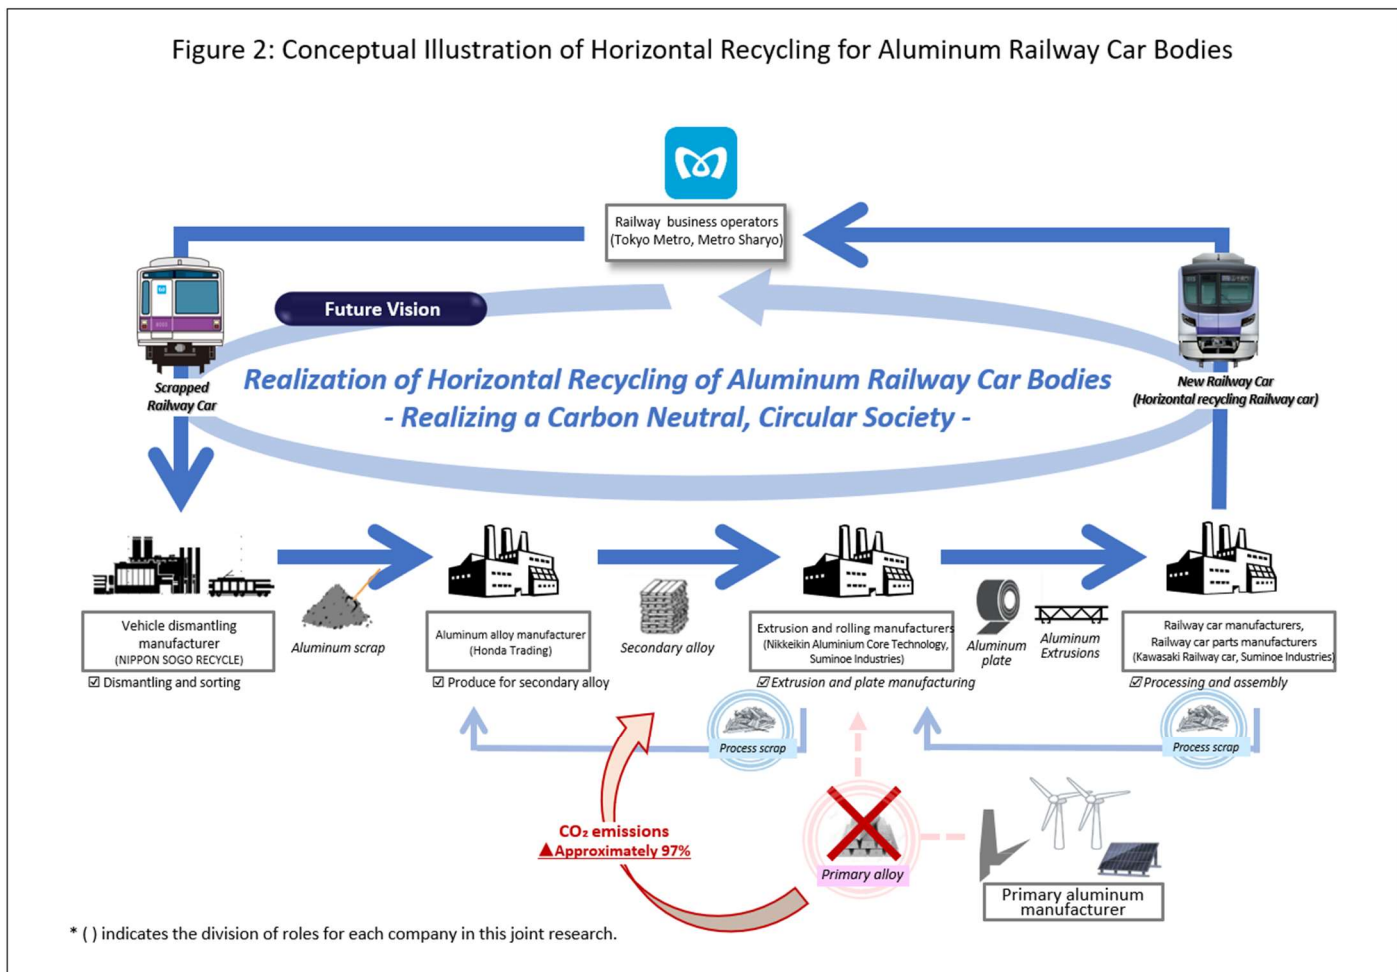 Figure 2: Conceptual Illustration of Horizontal Recycling for Aluminum Railway Car Bodies
Railway business operators
(Tokyo Metro, Metro Sharyo)
Future Vision
Scrapped
Railway Car
New Railway Car
(Horizontal recycling Railway car)
Realization of Horizontal Recycling of Aluminum Railway Car Bodies
- Realizing a Carbon Neutral, Circular Society -
Vehicle dismantling
manufacturer
(NIPPON SOGO RECYCLE)
☑ Dismantling and sorting
Aluminum scrap
Aluminum alloy manufacturer
(Honda Trading)
☑ Produce for secondary alloy
Secondary alloy
Extrusion and rolling manufacturers
(Nikkeikin Aluminium Core Technology,
Suminoe Industries)
☑ Extrusion and plate manufacturing
Aluminum
plate
Aluminum
Extrusions
Railway car manufacturers,
Railway car parts manufacturers
(Kawasaki Railway car, Suminoe Industries)
☑ Processing and assembly
Process scrap
Process scrap
CO₂ emissions
▲Approximately 97%
Primary alloy
Primary aluminum
manufacturer
* ( ) indicates the division of roles for each company in this joint research.